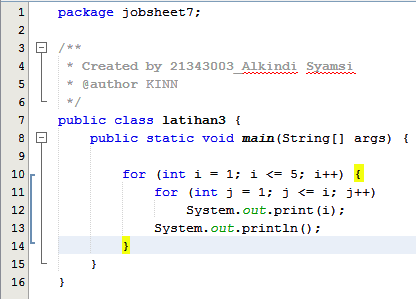 1 package jobsheet7;
2
3 /**
4 * Created by 21343003_Alkindi Syamsi
5 * @author KINN
6 */
7 public class latihan3 {
8 public static void main(String[] args) {
9
10 for (int i = 1; i <= 5; i++) {
11 for (int j = 1; j <= i; j++)
12 System.out.print(i);
13 System.out.println();
14 }
15 }
16 }